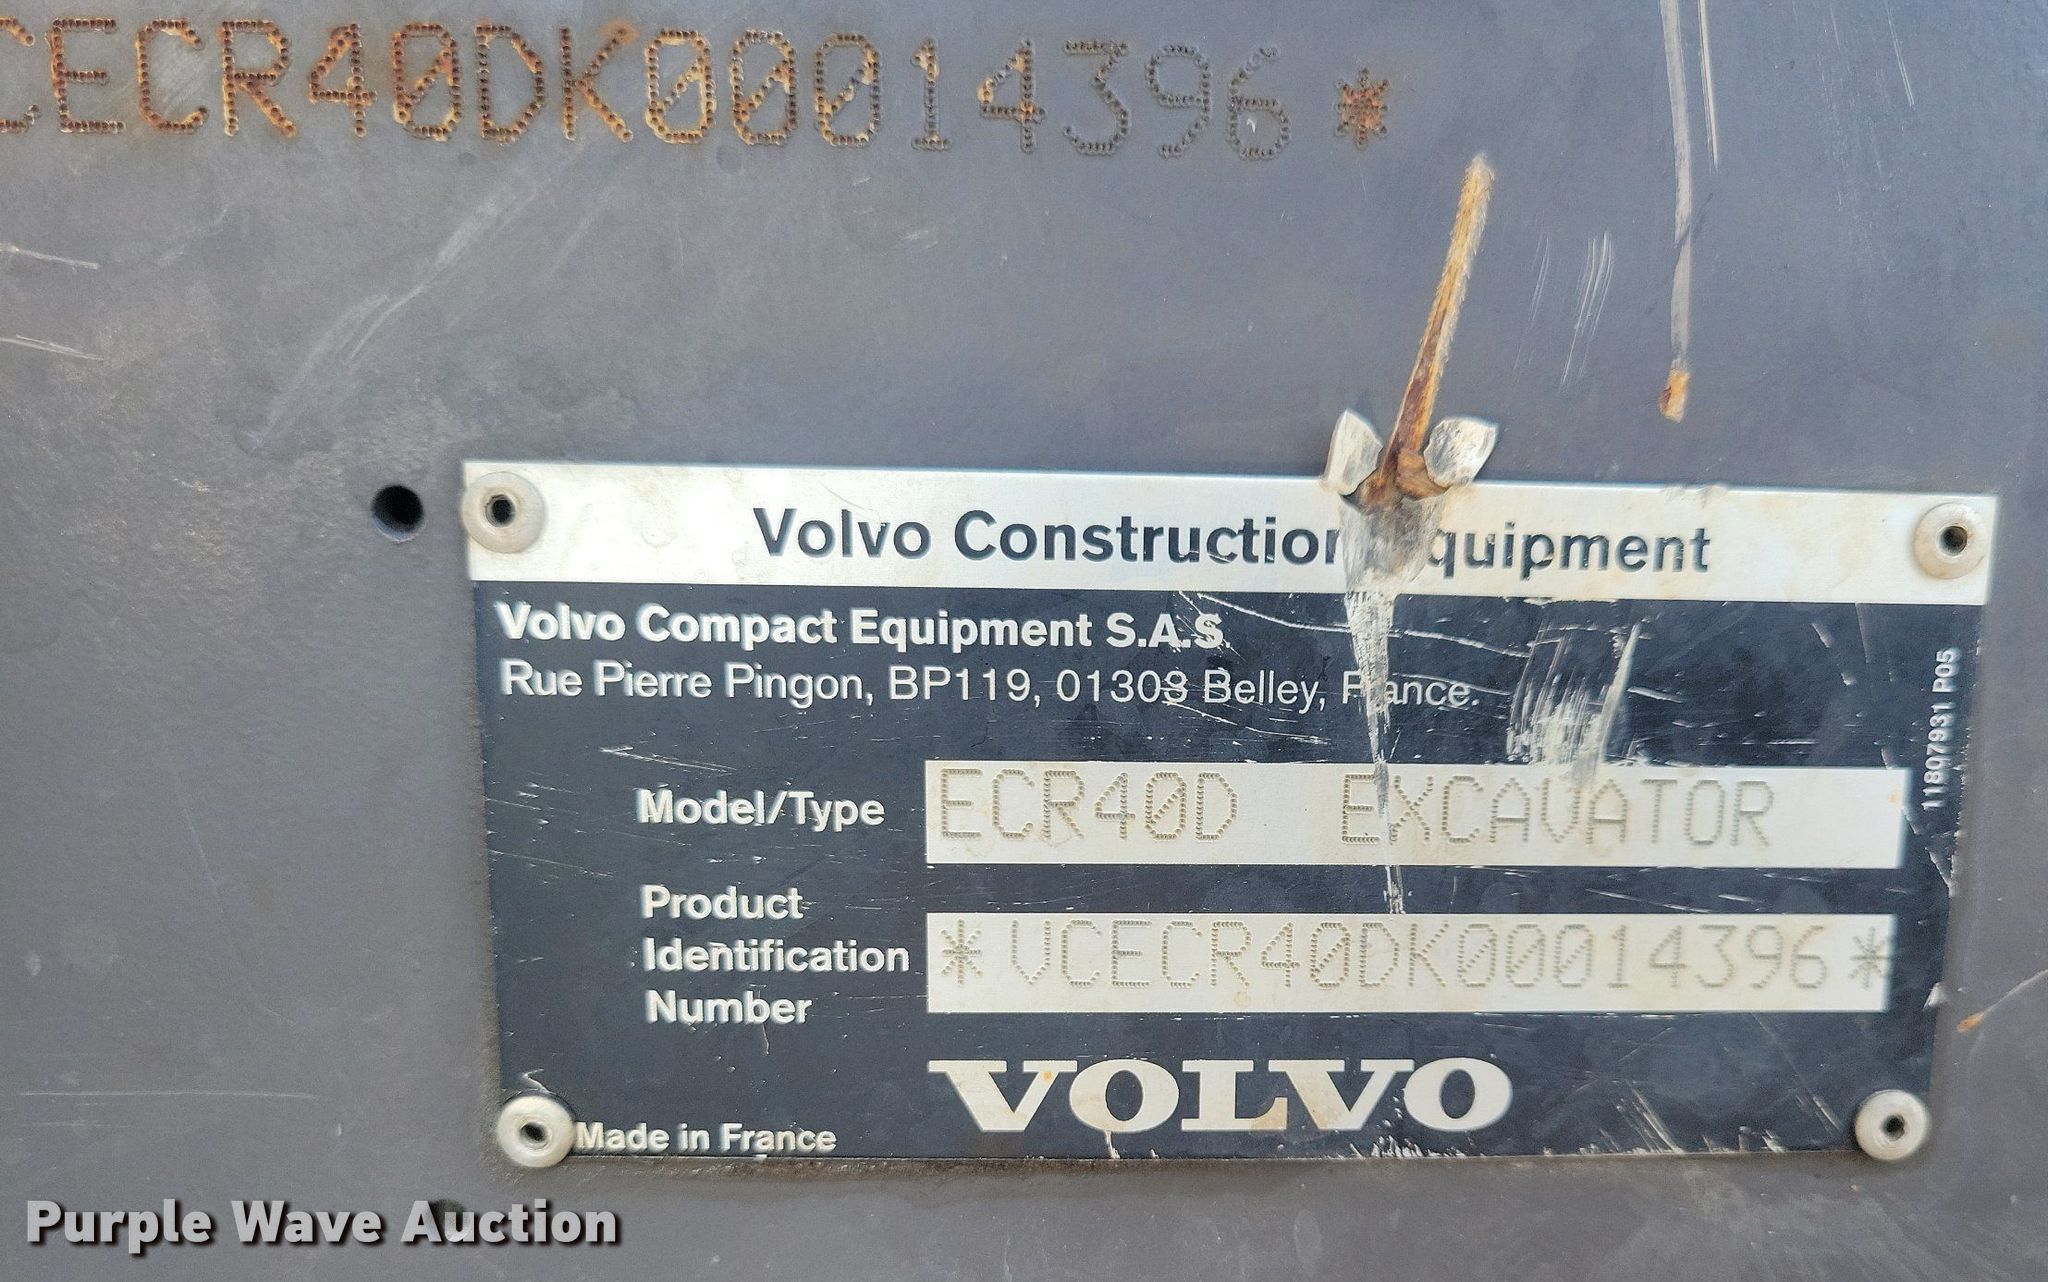 CECR40DK00014396*
Volvo Construction Equipment
Volvo Compact Equipment S.A.S.
Rue Pierre Pingon, BP119, 01303 Belley, France.
11807931 P05
Model/Type ECR40D EXCAVATOR
Product
Identification *VCECR40DK00014396*
Number
VOLVO
Made in France
Purple Wave Auction